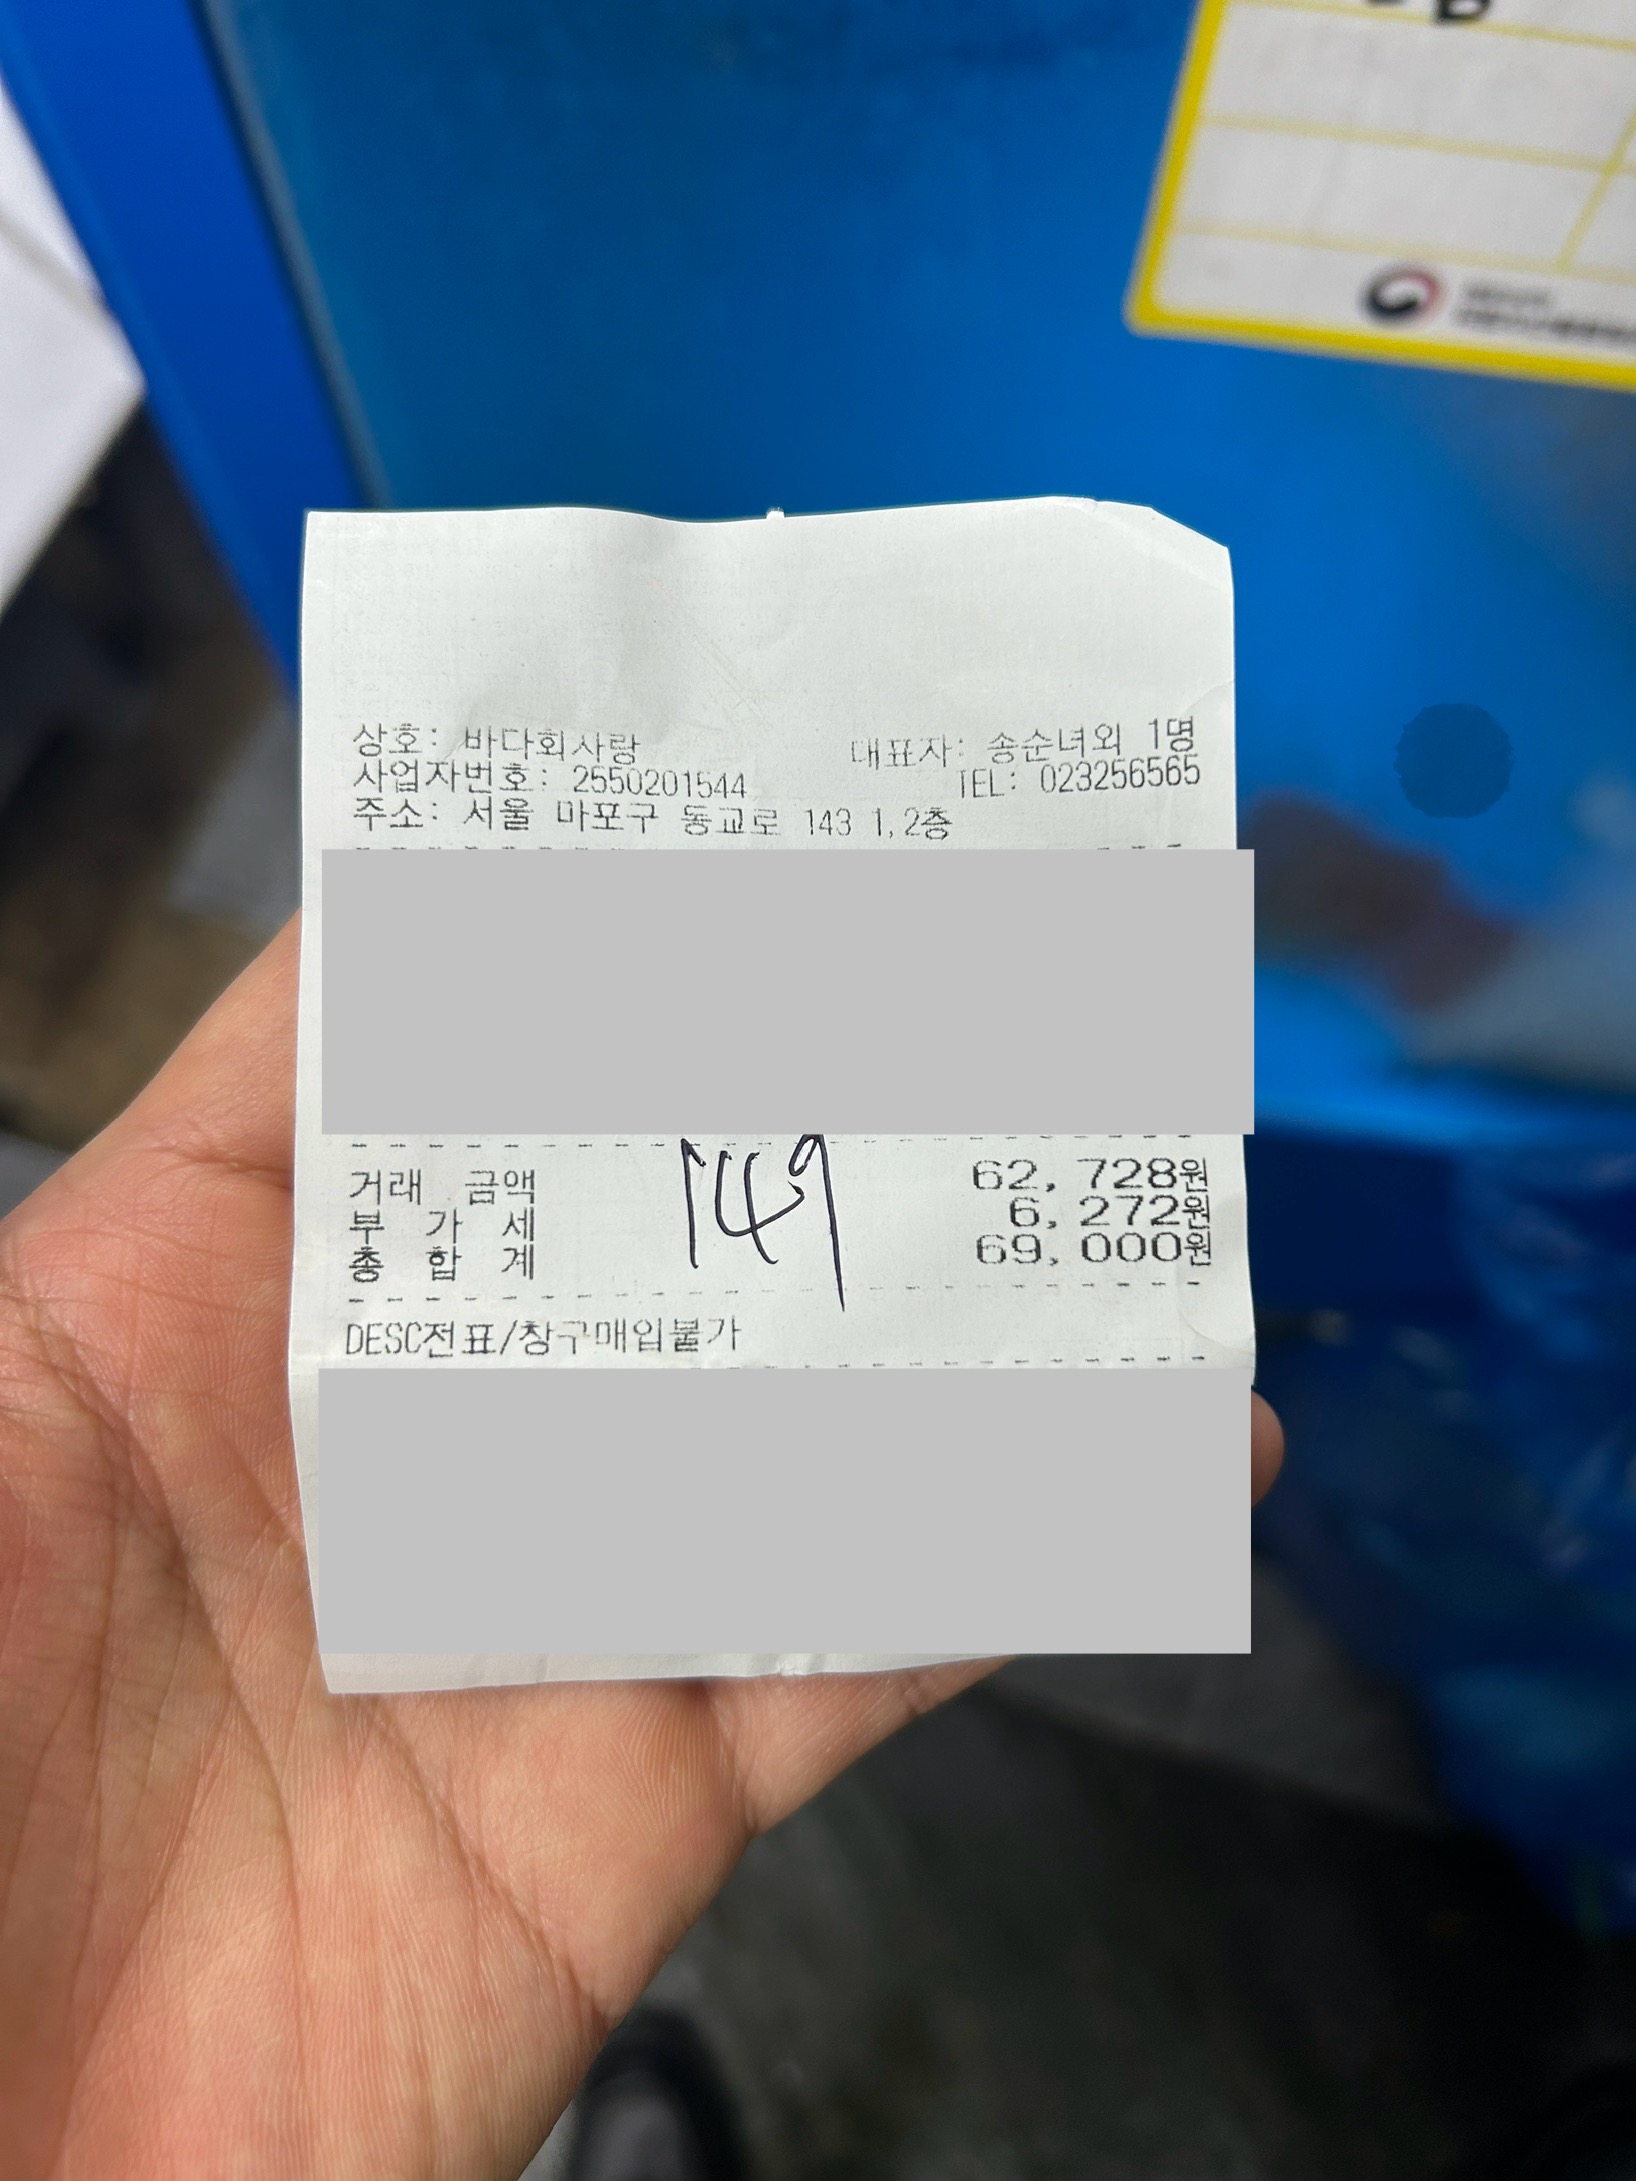 상호: 바다회사랑 대표자: 송순녀외 1명
사업자번호: 2550201544 TEL: 023256565
주소: 서울 마포구 동교로 143 1,2층
149
거래 금액 62,728원
부 가 세 6,272원
총 합 계 69,000원
DESC전표/창구매입불가